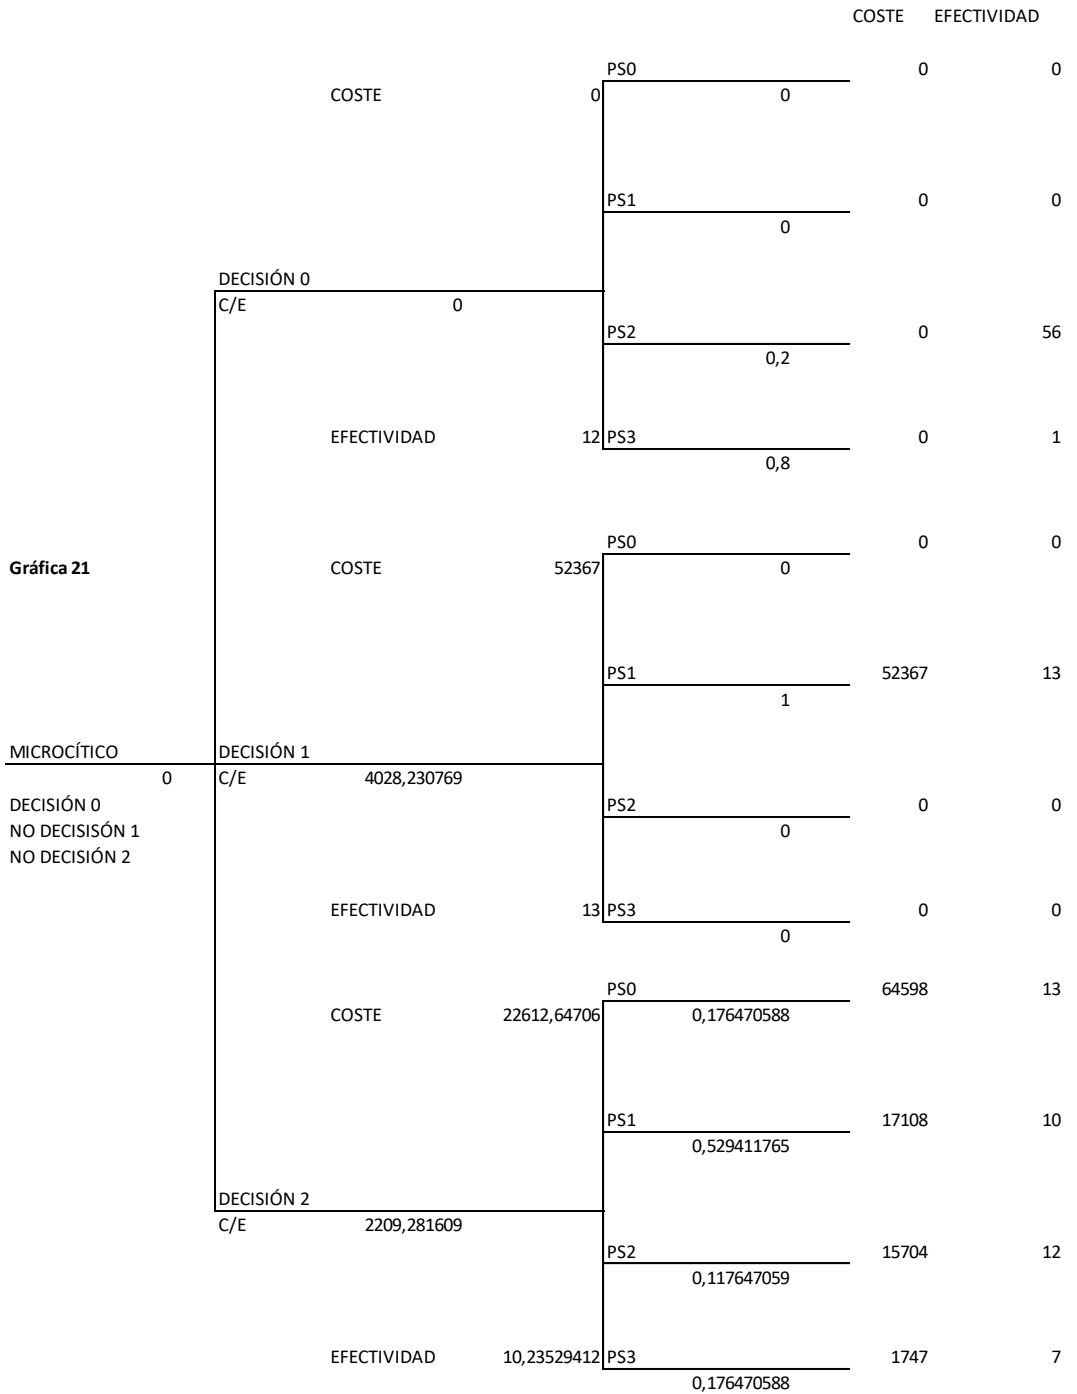 COSTE EFECTIVIDAD
PS0 0 0
COSTE 0 0
PS1 0 0
0
DECISIÓN 0
C/E 0
PS2 0 56
0,2
EFECTIVIDAD 12 PS3 0 1
0,8
PS0 0 0
Gráfica 21 COSTE 52367 0
PS1 52367 13
1
MICROCÍTICO DECISIÓN 1
0 C/E 4028,230769
DECISIÓN 0 PS2 0 0
NO DECISISÓN 1 0
NO DECISIÓN 2
EFECTIVIDAD 13 PS3 0 0
0
PS0 64598 13
COSTE 22612,64706 0,176470588
PS1 17108 10
0,529411765
DECISIÓN 2
C/E 2209,281609
PS2 15704 12
0,117647059
EFECTIVIDAD 10,23529412 PS3 1747 7
0,176470588